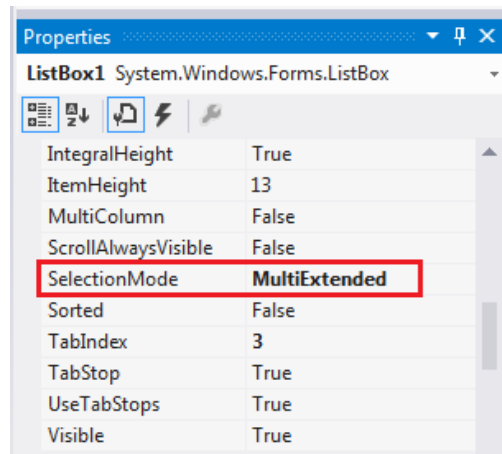 Properties
ListBox1 System.Windows.Forms.ListBox
IntegralHeight True
ItemHeight 13
MultiColumn False
ScrollAlwaysVisible False
SelectionMode MultiExtended
Sorted False
TabIndex 3
TabStop True
UseTabStops True
Visible True